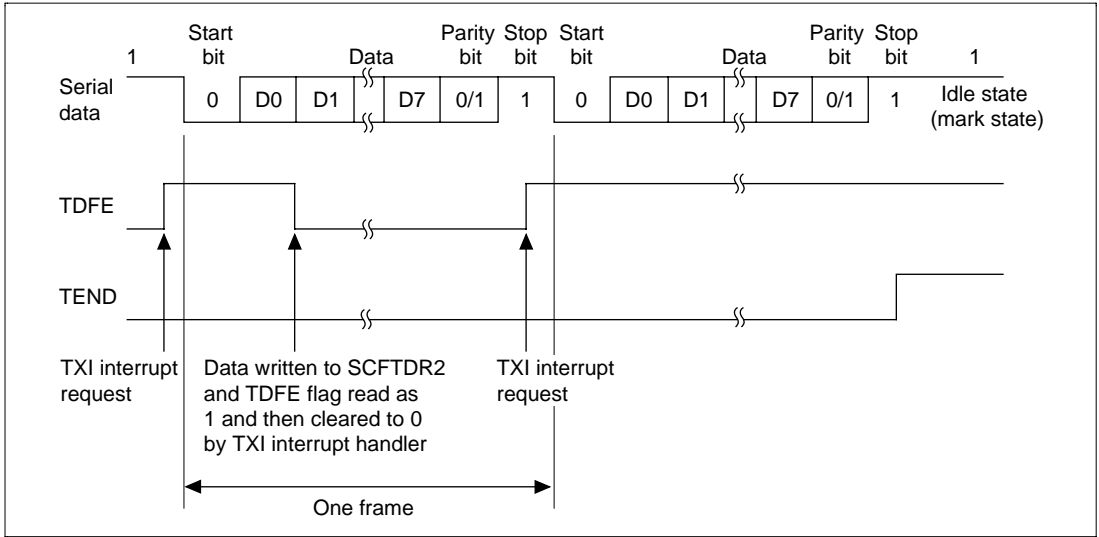 1 Start bit Data Parity bit Stop bit Start bit Data Parity bit Stop bit 1
Serial data 0 D0 D1 D7 0/1 1 0 D0 D1 D7 0/1 1 Idle state (mark state)
TDFE
TEND
TXI interrupt request
Data written to SCFTDR2
and TDFE flag read as
1 and then cleared to 0
by TXI interrupt handler
TXI interrupt request
One frame